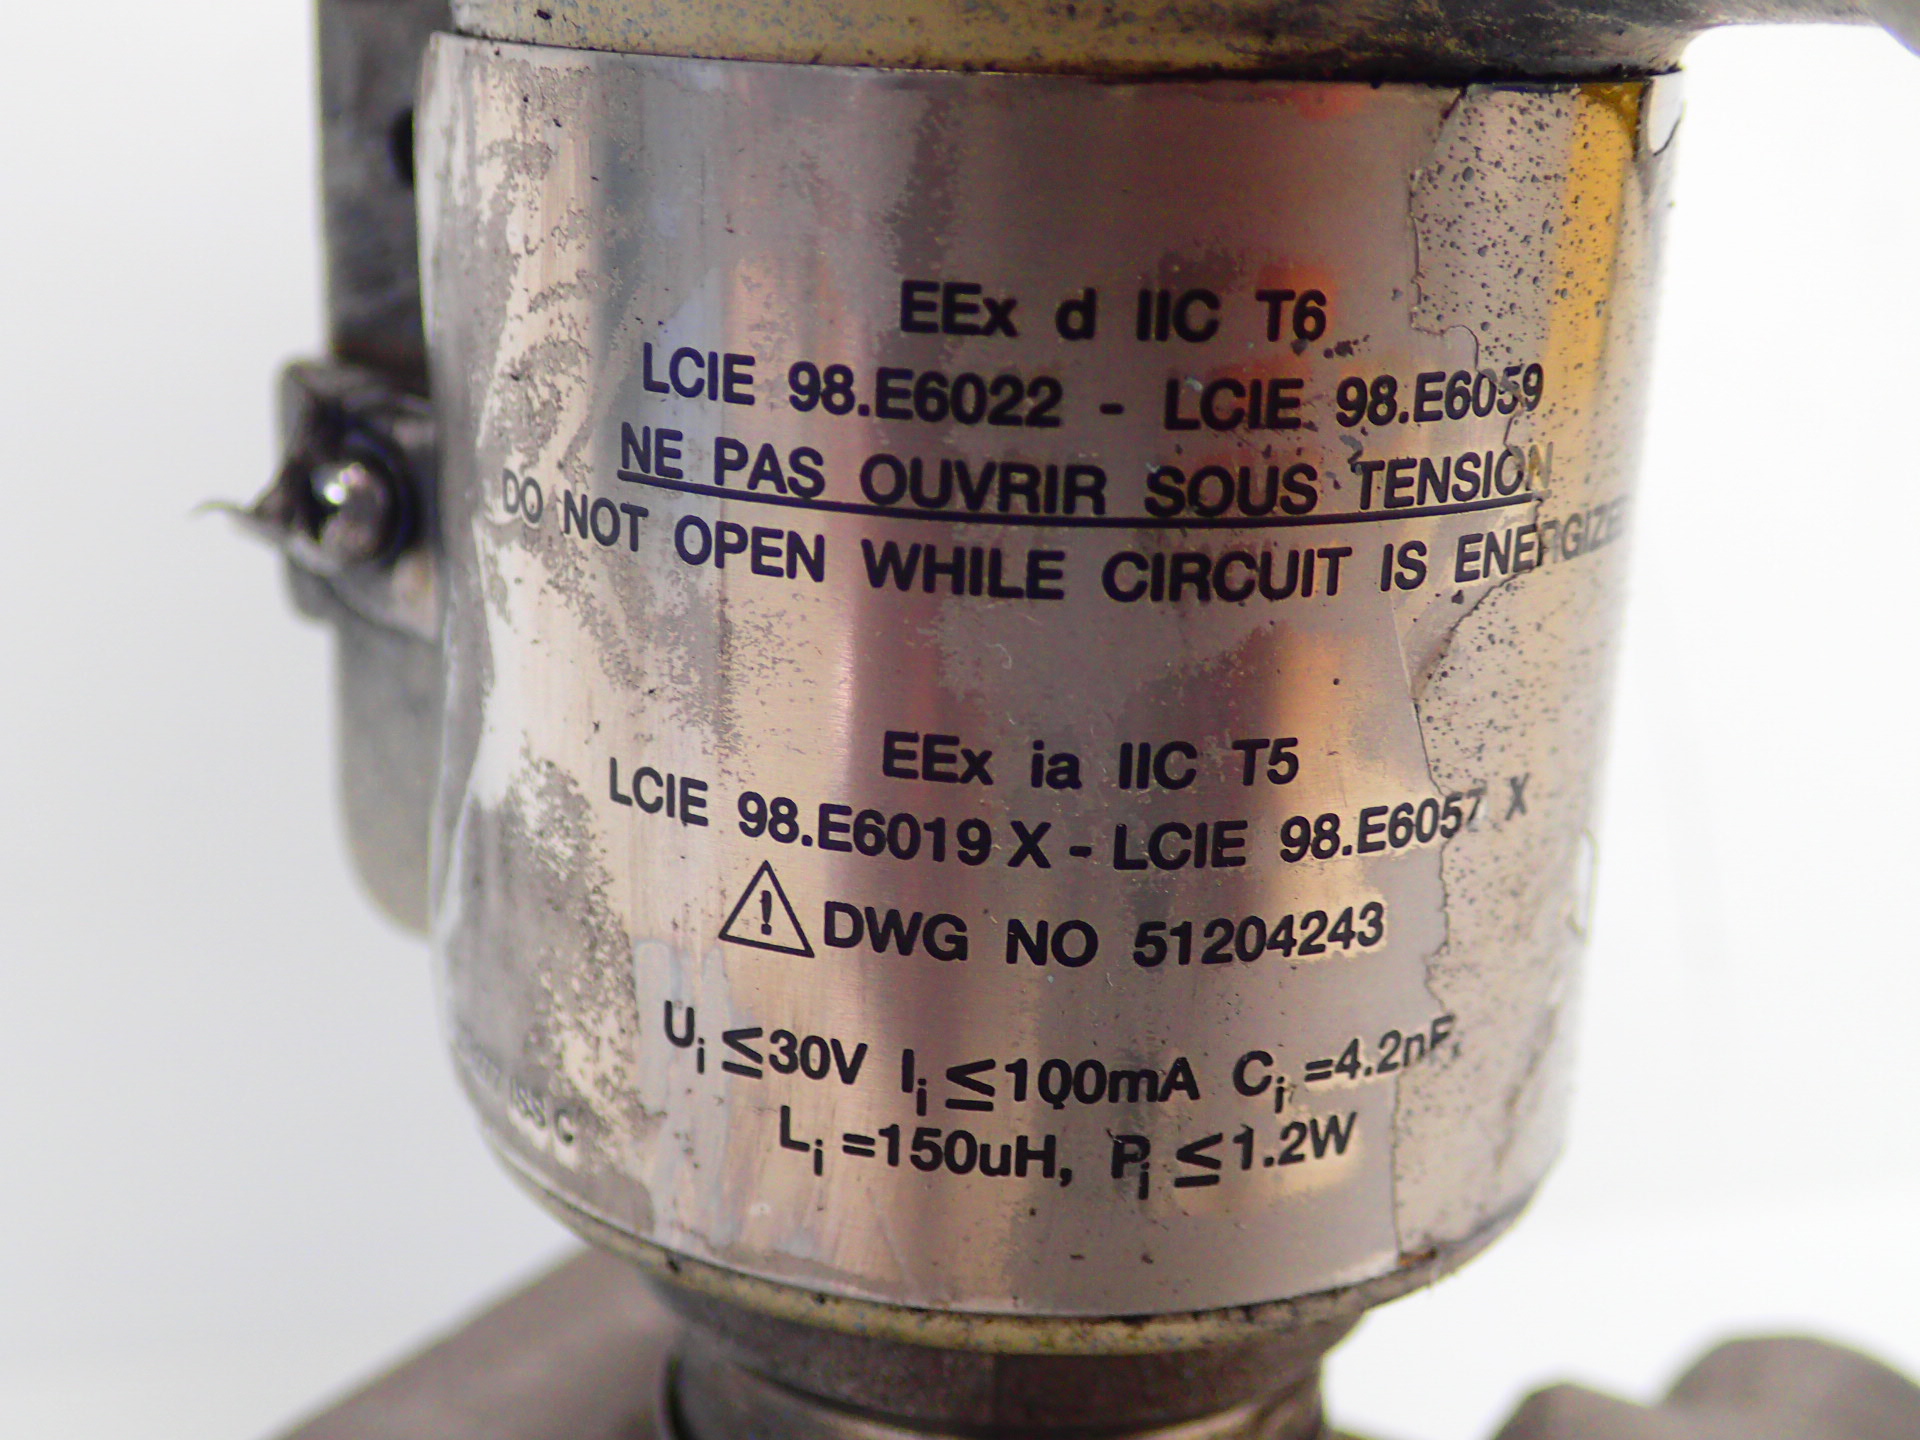 EEx d IIC T6
LCIE 98.E6022 - LCIE 98.E6059
NE PAS OUVRIR SOUS TENSION
DO NOT OPEN WHILE CIRCUIT IS ENERGIZE
EEx ia IIC T5
LCIE 98.E6019 X - LCIE 98.E6057 X
! DWG NO 51204243
Ui ≤30V Ii ≤100mA Ci =4.2nF,
Li =150uH, Pi ≤1.2W
ISS C